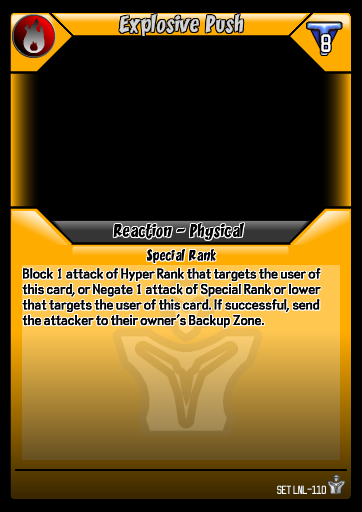 Explosive Push
8
Reaction - Physical
Special Rank
Block 1 attack of Hyper Rank that targets the user of
this card, or Negate 1 attack of Special Rank or lower
that targets the user of this card. If successful, send
the attacker to their owner's Backup Zone.
SET LNL-110